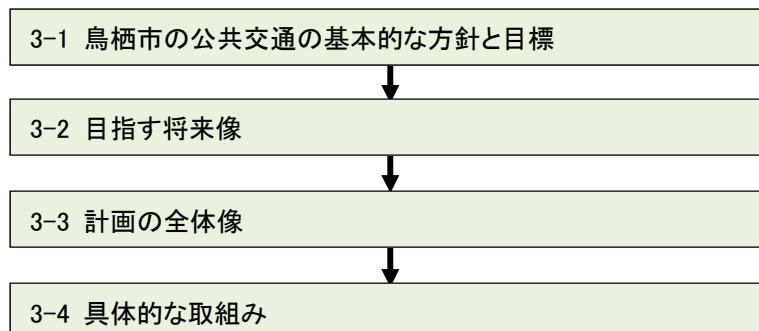 3-1 鳥栖市の公共交通の基本的な方針と目標
3-2 目指す将来像
3-3 計画の全体像
3-4 具体的な取組み